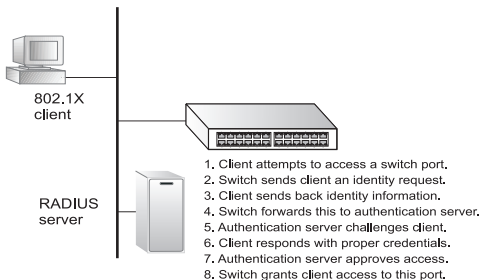 802.1X
client
1. Client attempts to access a switch port.
2. Switch sends client an identity request.
3. Client sends back identity information.
4. Switch forwards this to authentication server.
5. Authentication server challenges client.
6. Client responds with proper credentials.
7. Authentication server approves access.
8. Switch grants client access to this port.
RADIUS
server